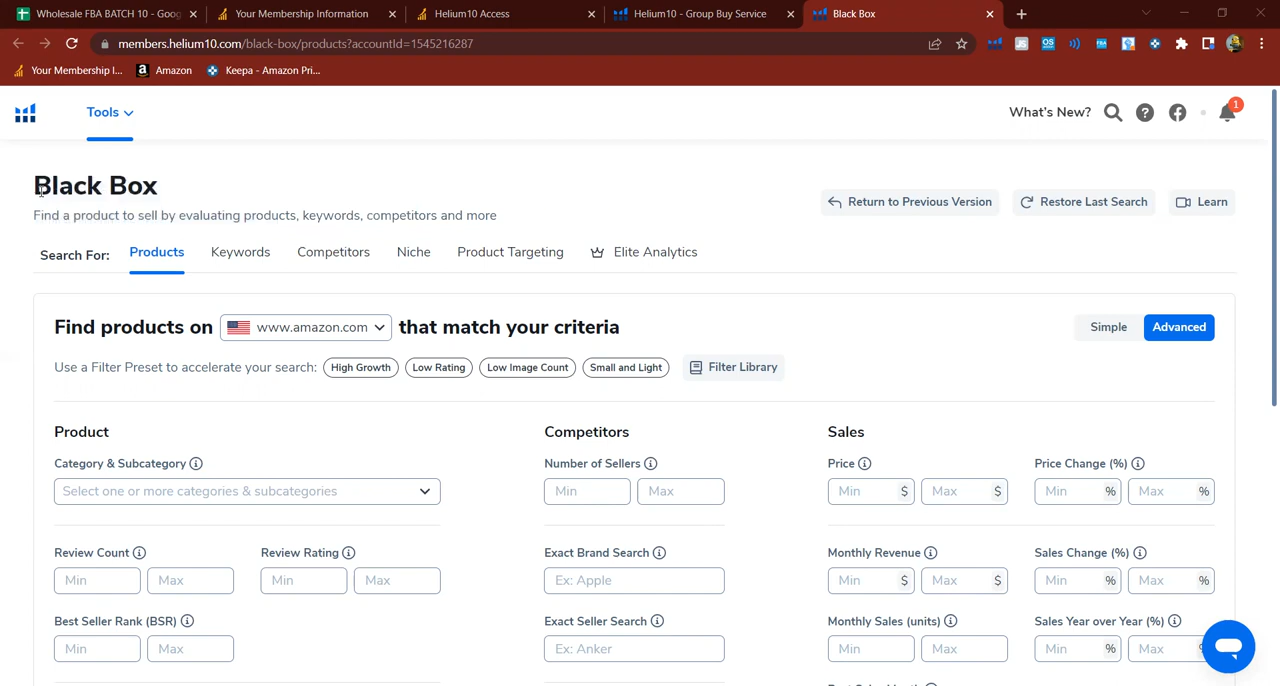 Wholesale FBA BATCH 10 - Goog
Your Membership Information
Helium10 Access
Helium10 - Group Buy Service
Black Box
members.helium10.com/black-box/products?accountId=1545216287
Your Membership I...
Amazon
Keepa - Amazon Pri...
Tools
What's New?
1
Black Box
Find a product to sell by evaluating products, keywords, competitors and more
Return to Previous Version
Restore Last Search
Learn
Search For:
Products
Keywords
Competitors
Niche
Product Targeting
Elite Analytics
Find products on www.amazon.com that match your criteria
Simple
Advanced
Use a Filter Preset to accelerate your search:
High Growth
Low Rating
Low Image Count
Small and Light
Filter Library
Product
Competitors
Sales
Category & Subcategory
Number of Sellers
Price
Price Change (%)
Select one or more categories & subcategories
Min
Max
Min $
Max $
Min %
Max %
Review Count
Review Rating
Exact Brand Search
Monthly Revenue
Sales Change (%)
Min
Max
Min
Max
Ex: Apple
Min $
Max $
Min %
Max %
Best Seller Rank (BSR)
Exact Seller Search
Monthly Sales (units)
Sales Year over Year (%)
Min
Max
Ex: Anker
Min
Max
Min %
Max